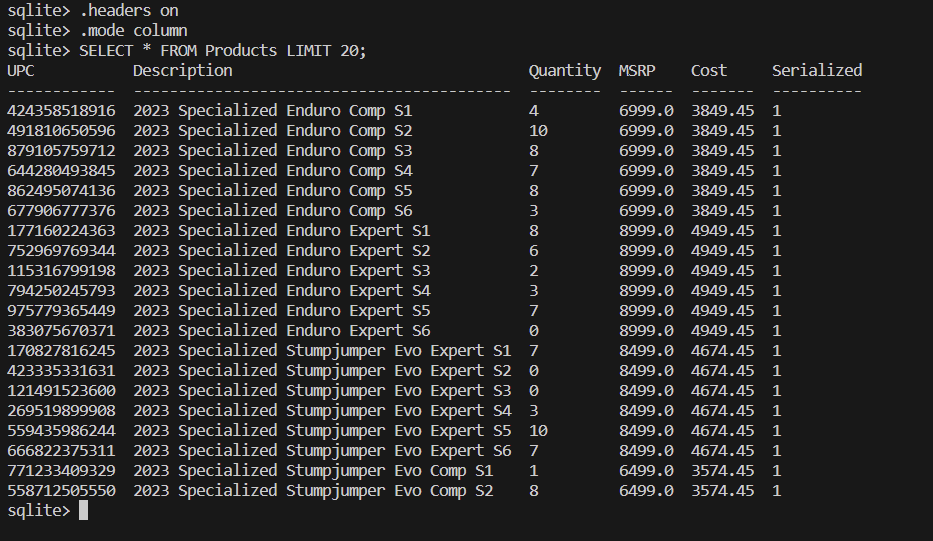 sqlite> .headers on
sqlite> .mode column
sqlite> SELECT * FROM Products LIMIT 20;
UPC           Description                                 Quantity  MSRP    Cost     Serialized
------------  ------------------------------------------  --------  ------  -------  ----------
424358518916  2023 Specialized Enduro Comp S1             4         6999.0  3849.45  1
491810650596  2023 Specialized Enduro Comp S2             10        6999.0  3849.45  1
879105759712  2023 Specialized Enduro Comp S3             8         6999.0  3849.45  1
644280493845  2023 Specialized Enduro Comp S4             7         6999.0  3849.45  1
862495074136  2023 Specialized Enduro Comp S5             8         6999.0  3849.45  1
677906777376  2023 Specialized Enduro Comp S6             3         6999.0  3849.45  1
177160224363  2023 Specialized Enduro Expert S1           8         8999.0  4949.45  1
752969769344  2023 Specialized Enduro Expert S2           6         8999.0  4949.45  1
115316799198  2023 Specialized Enduro Expert S3           2         8999.0  4949.45  1
794250245793  2023 Specialized Enduro Expert S4           3         8999.0  4949.45  1
975779365449  2023 Specialized Enduro Expert S5           7         8999.0  4949.45  1
383075670371  2023 Specialized Enduro Expert S6           0         8999.0  4949.45  1
170827816245  2023 Specialized Stumpjumper Evo Expert S1  7         8499.0  4674.45  1
423335331631  2023 Specialized Stumpjumper Evo Expert S2  0         8499.0  4674.45  1
121491523600  2023 Specialized Stumpjumper Evo Expert S3  0         8499.0  4674.45  1
269519899908  2023 Specialized Stumpjumper Evo Expert S4  3         8499.0  4674.45  1
559435986244  2023 Specialized Stumpjumper Evo Expert S5  10        8499.0  4674.45  1
666822375311  2023 Specialized Stumpjumper Evo Expert S6  7         8499.0  4674.45  1
771233409329  2023 Specialized Stumpjumper Evo Comp S1    1         6499.0  3574.45  1
558712505550  2023 Specialized Stumpjumper Evo Comp S2    8         6499.0  3574.45  1
sqlite>